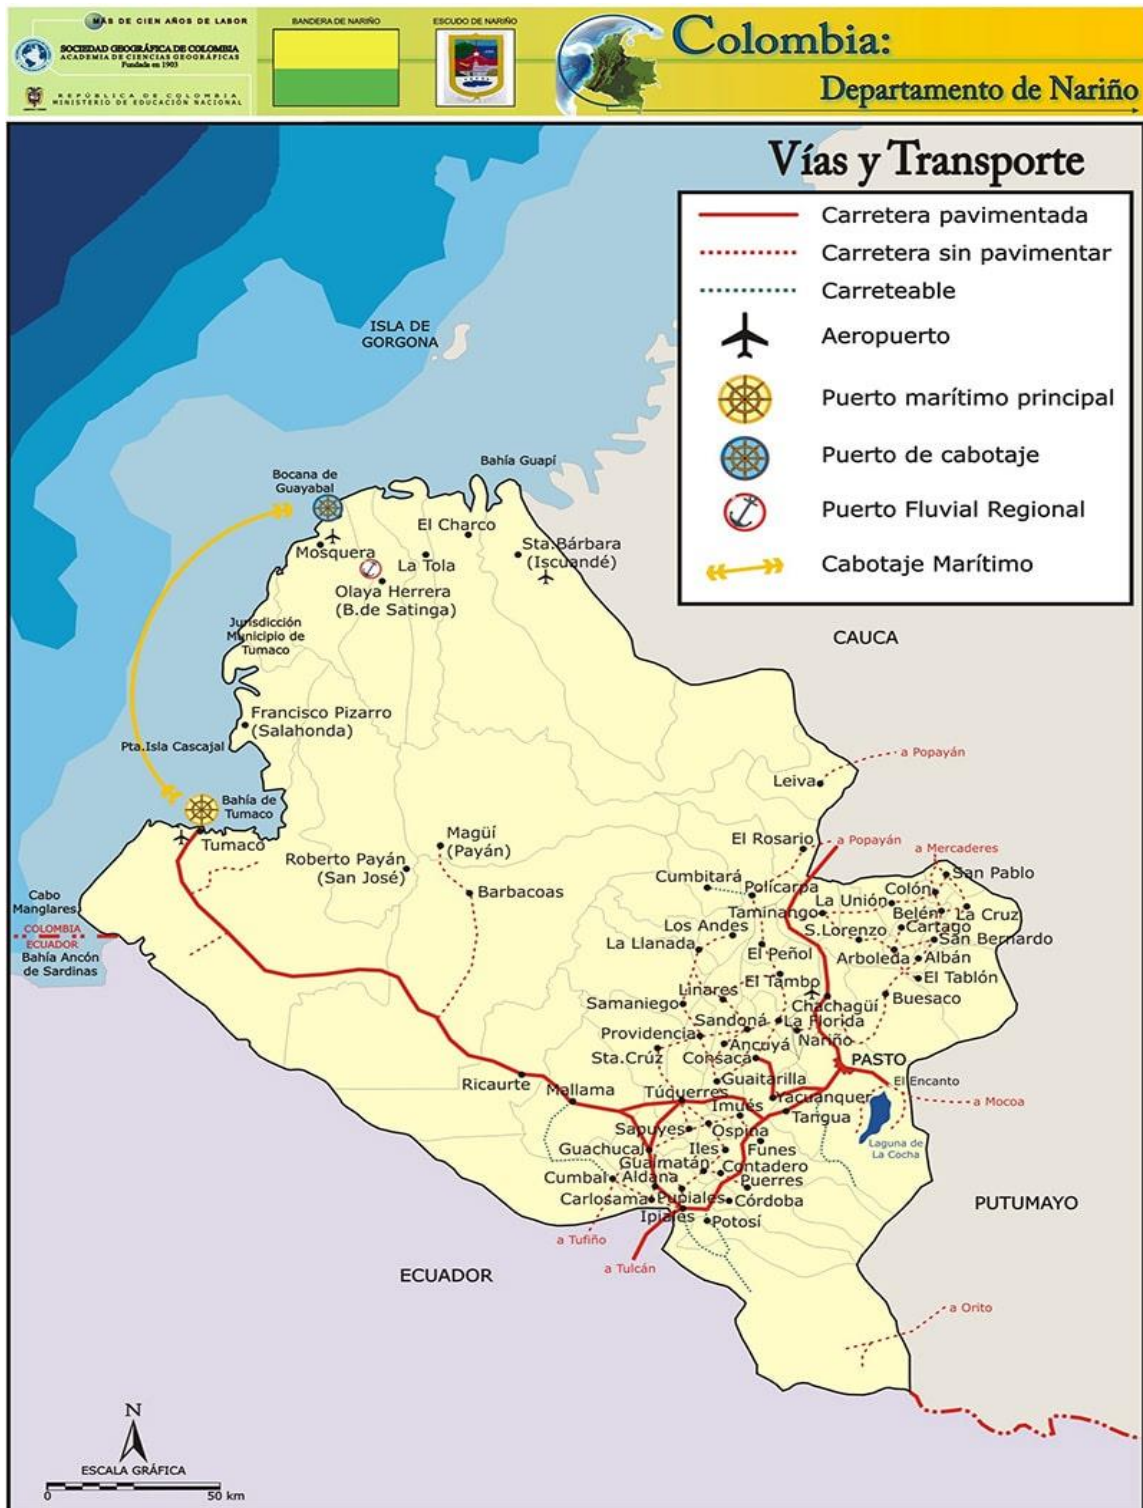 MÁS DE CIEN AÑOS DE LABOR
SOCIEDAD GEOGRÁFICA DE COLOMBIA
ACADEMIA DE CIENCIAS GEOGRÁFICAS
Fundada en 1903
REPÚBLICA DE COLOMBIA
MINISTERIO DE EDUCACIÓN NACIONAL
BANDERA DE NARIÑO
ESCUDO DE NARIÑO
Colombia:
Departamento de Nariño
Vías y Transporte
Carretera pavimentada
Carretera sin pavimentar
Carreteable
Aeropuerto
Puerto marítimo principal
Puerto de cabotaje
Puerto Fluvial Regional
Cabotaje Marítimo
ISLA DE
GORGONA
Bahía Guapí
Bocana de
Guayabal
El Charco
Mosquera
La Tola
Sta.Bárbara
(Iscuandé)
Olaya Herrera
(B.de Satinga)
Jurisdicción
Municipio de
Tumaco
CAUCA
Francisco Pizarro
(Salahonda)
Pta.Isla Cascajal
a Popayán
Leiva
Bahía de
Tumaco
Tumaco
Magüí
(Payán)
El Rosario
a Popayán
a Mercaderes
Roberto Payán
(San José)
Barbacoas
Cumbitará
Policarpa
San Pablo
Colón
La Unión
Taminango
Belén
La Cruz
Cabo
Manglares
COLOMBIA
ECUADOR
Bahía Ancón
de Sardinas
Los Andes
S.Lorenzo
Cartago
San Bernardo
La Llanada
El Peñol
Arboleda
Albán
El Tablón
El Tambo
Linares
Samaniego
Chachagüí
Buesaco
Sandoná
La Florida
Providencia
Ancuyá
Nariño
Sta.Crúz
Consacá
PASTO
Ricaurte
Guaitarilla
El Encanto
Mallama
Túquerres
Yacuanquer
a Mocoa
Imués
Tangua
Sapuyes
Ospina
Guachucal
Iles
Funes
Laguna de
La Cocha
Gualmatán
Contadero
Cumbal
Aldana
Puerres
Carlosama
Pupiales
Córdoba
Ipiales
Potosí
PUTUMAYO
a Tufiño
a Tulcán
ECUADOR
a Orito
N
ESCALA GRÁFICA
0
50 km